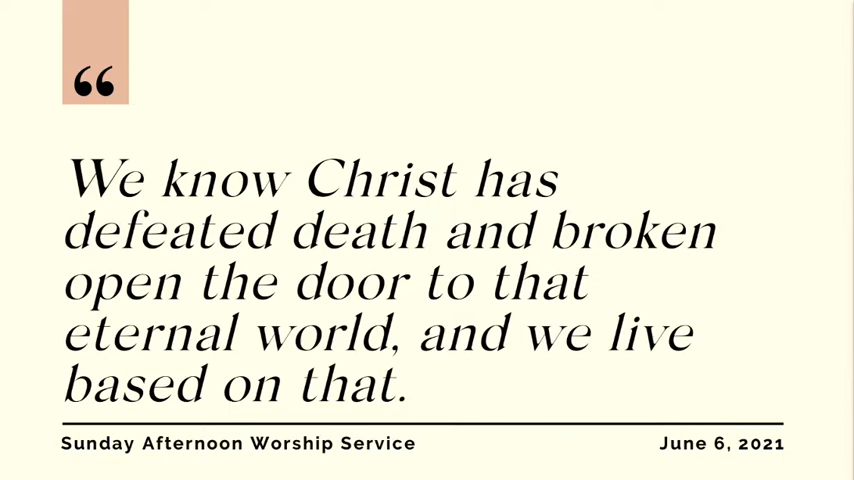 “
We know Christ has
defeated death and broken
open the door to that
eternal world, and we live
based on that.
Sunday Afternoon Worship Service
June 6, 2021